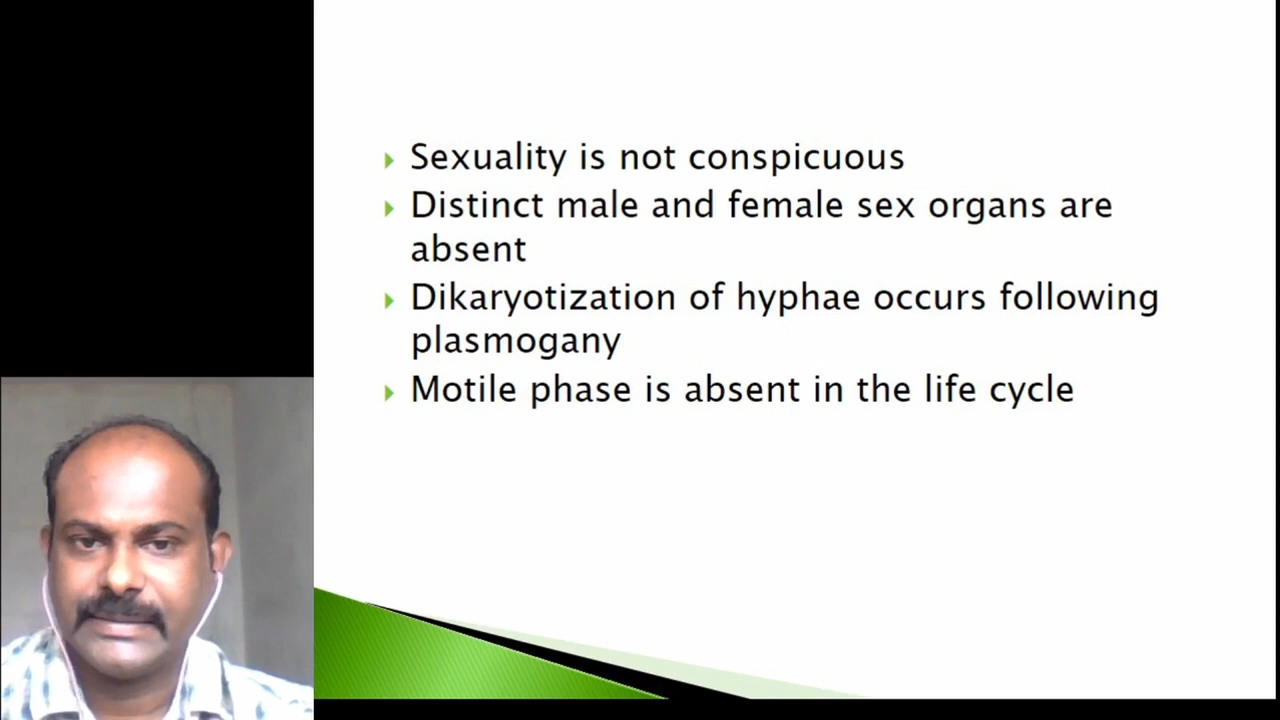 Sexuality is not conspicuous
Distinct male and female sex organs are
absent
Dikaryotization of hyphae occurs following
plasmogany
Motile phase is absent in the life cycle